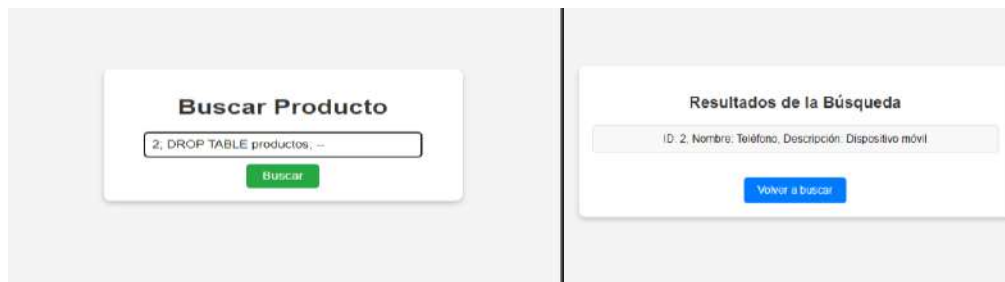 Buscar Producto
2; DROP TABLE productos; --
Buscar
Resultados de la Búsqueda
ID: 2, Nombre: Teléfono, Descripción: Dispositivo móvil
Volver a buscar